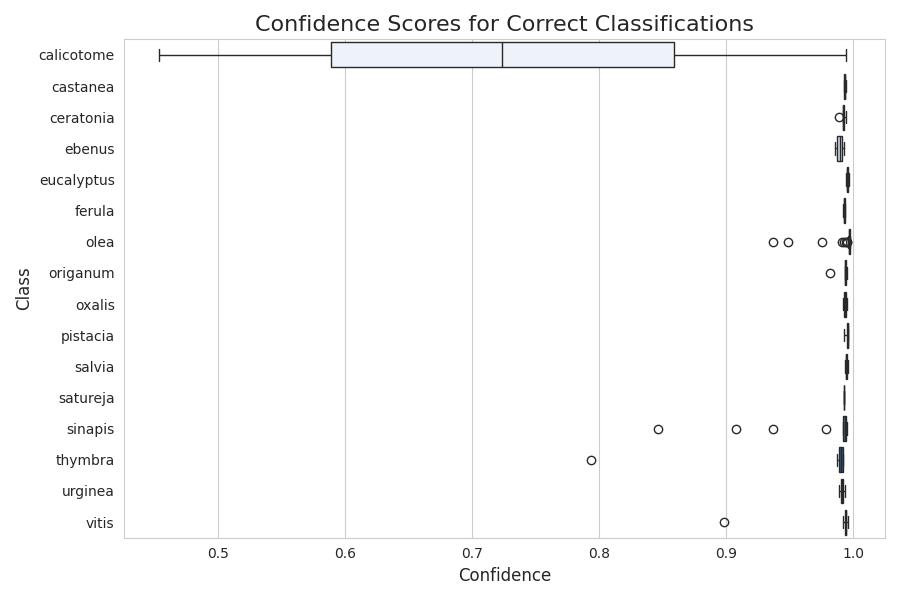 Confidence Scores for Correct Classifications
calicotome
castanea
ceratonia
ebenus
eucalyptus
ferula
olea
origanum
oxalis
pistacia
salvia
satureja
sinapis
thymbra
urginea
vitis
Class
0.5 0.6 0.7 0.8 0.9 1.0
Confidence